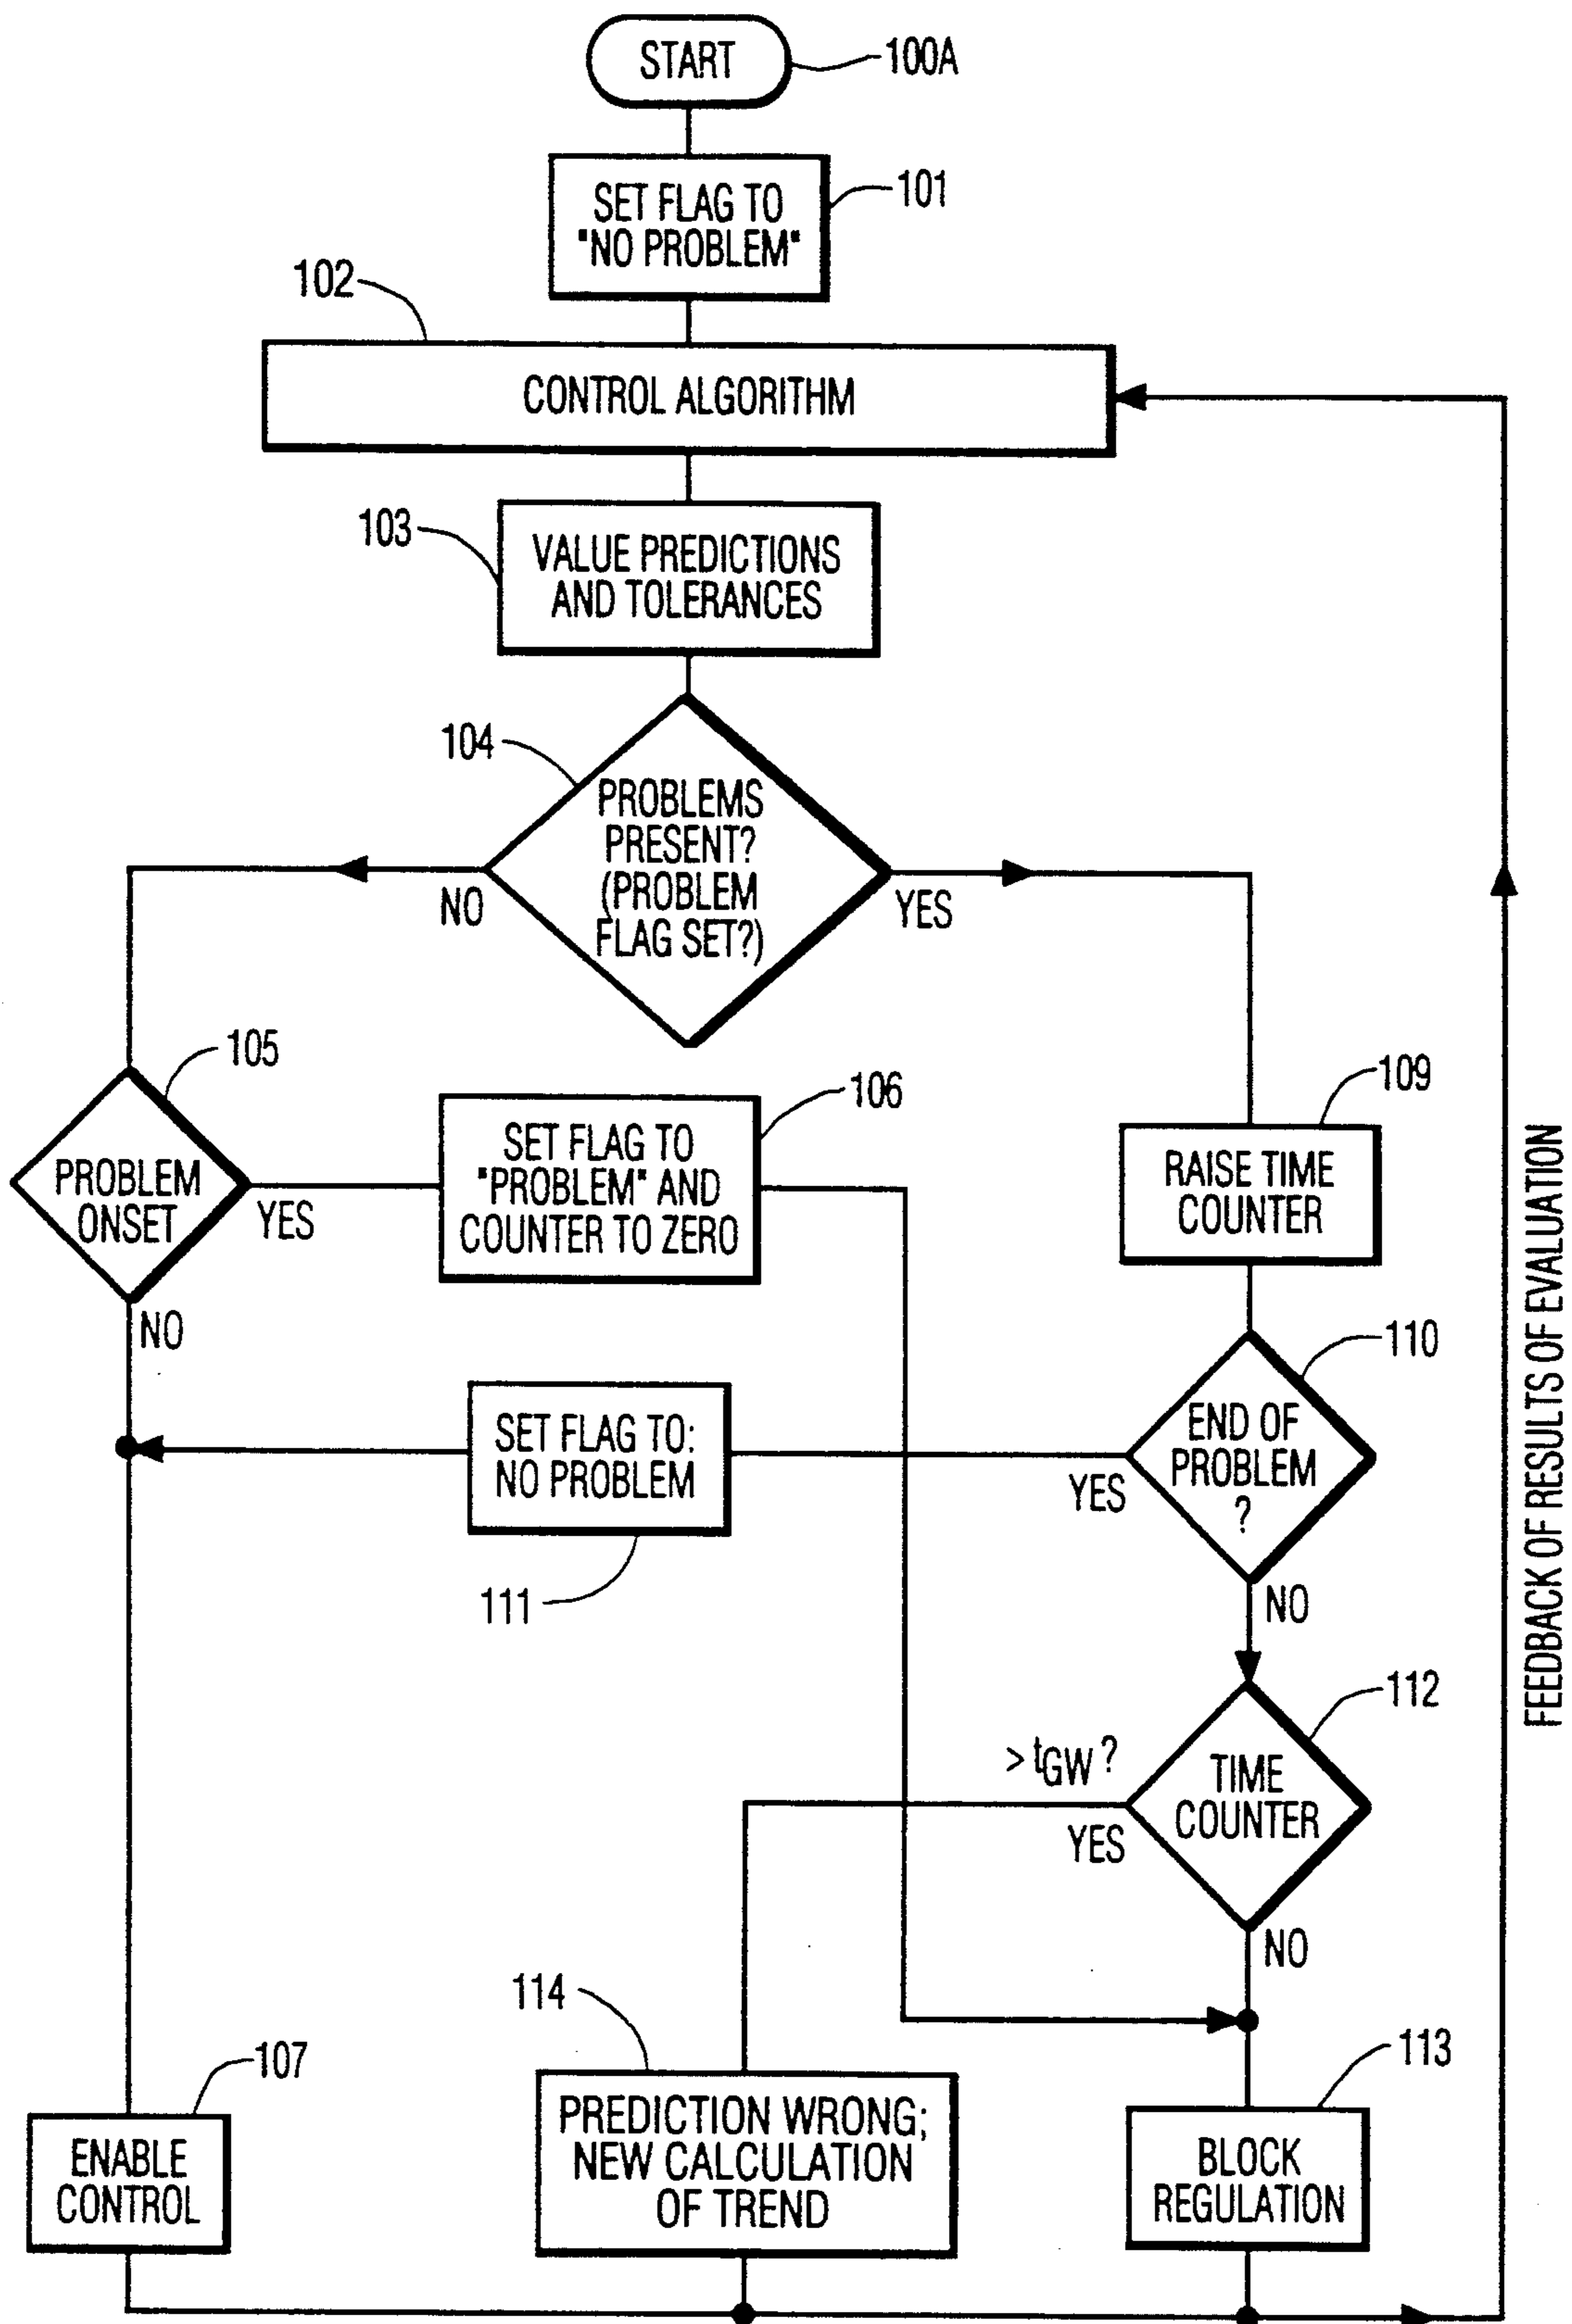 START
100A
SET FLAG TO
"NO PROBLEM"
101
102
CONTROL ALGORITHM
103
VALUE PREDICTIONS
AND TOLERANCES
104
PROBLEMS
PRESENT?
(PROBLEM
FLAG SET?)
NO
YES
105
PROBLEM
ONSET
YES
NO
106
SET FLAG TO
"PROBLEM" AND
COUNTER TO ZERO
109
RAISE TIME
COUNTER
110
END OF
PROBLEM
?
YES
NO
SET FLAG TO:
NO PROBLEM
111
112
> tGW ?
TIME
COUNTER
YES
NO
114
PREDICTION WRONG;
NEW CALCULATION
OF TREND
107
ENABLE
CONTROL
113
BLOCK
REGULATION
FEEDBACK OF RESULTS OF EVALUATION